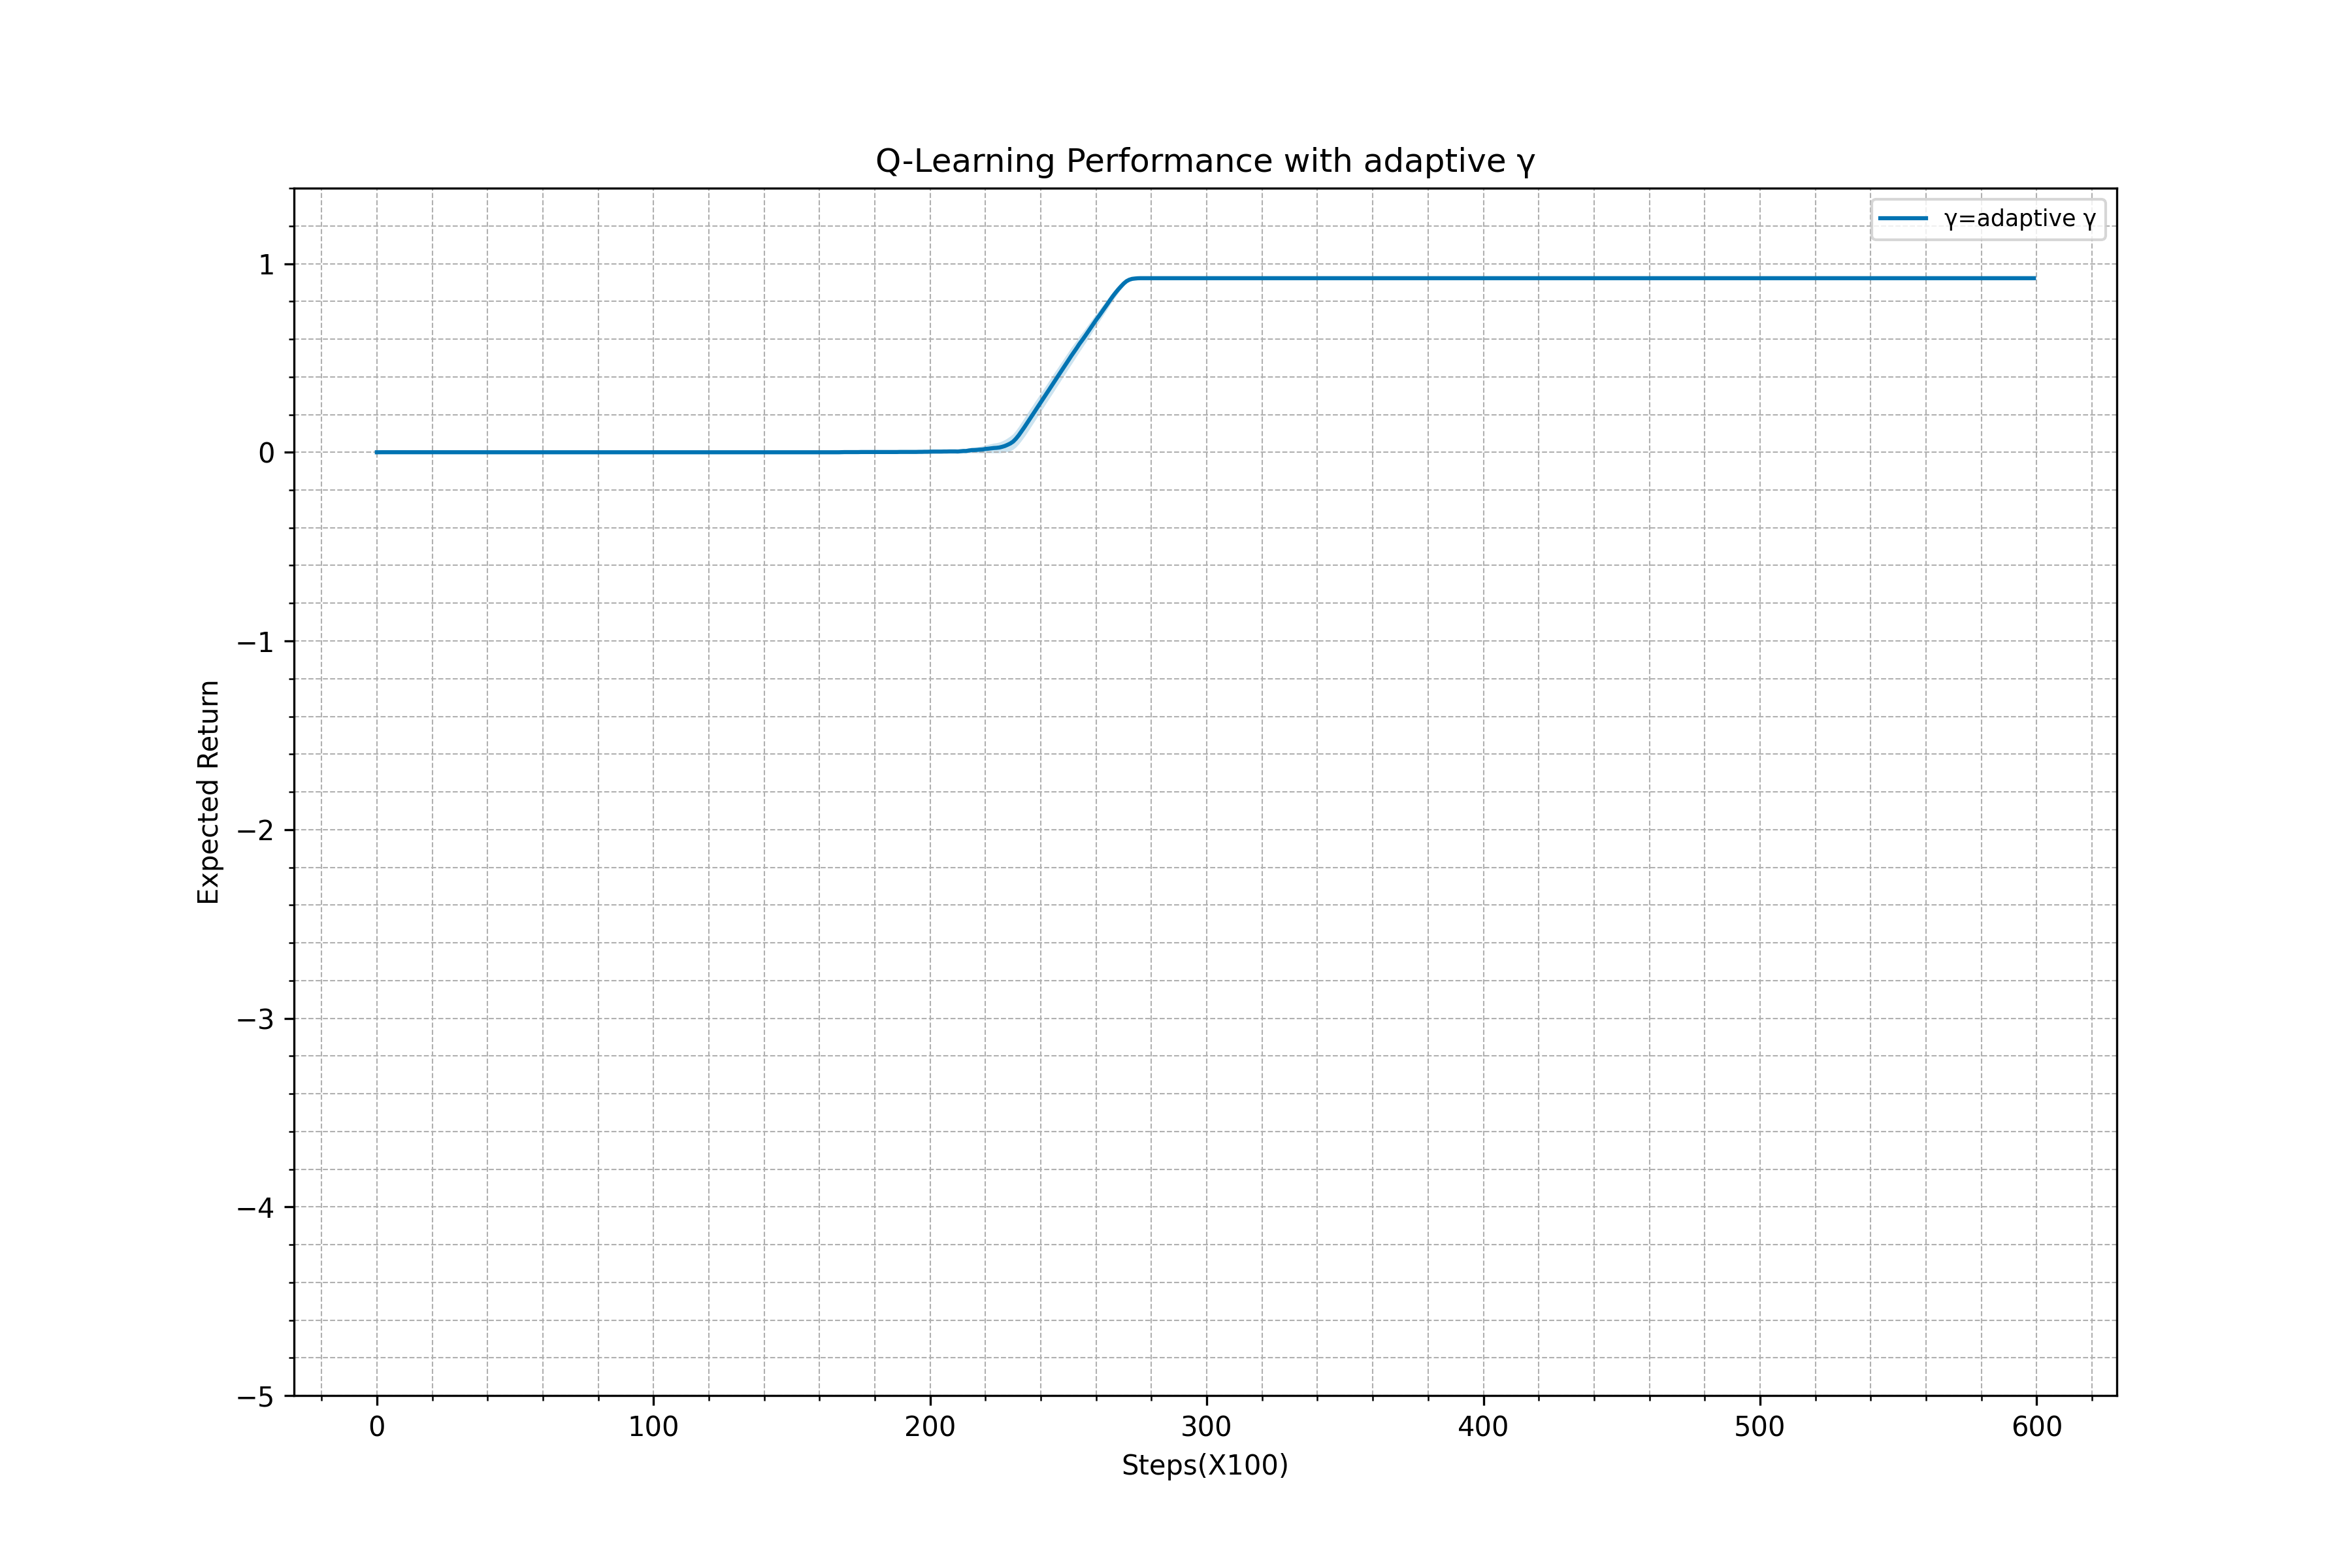 Q-Learning Performance with adaptive γ
γ=adaptive γ
Expected Return
1
0
−1
−2
−3
−4
−5
0 100 200 300 400 500 600
Steps(X100)